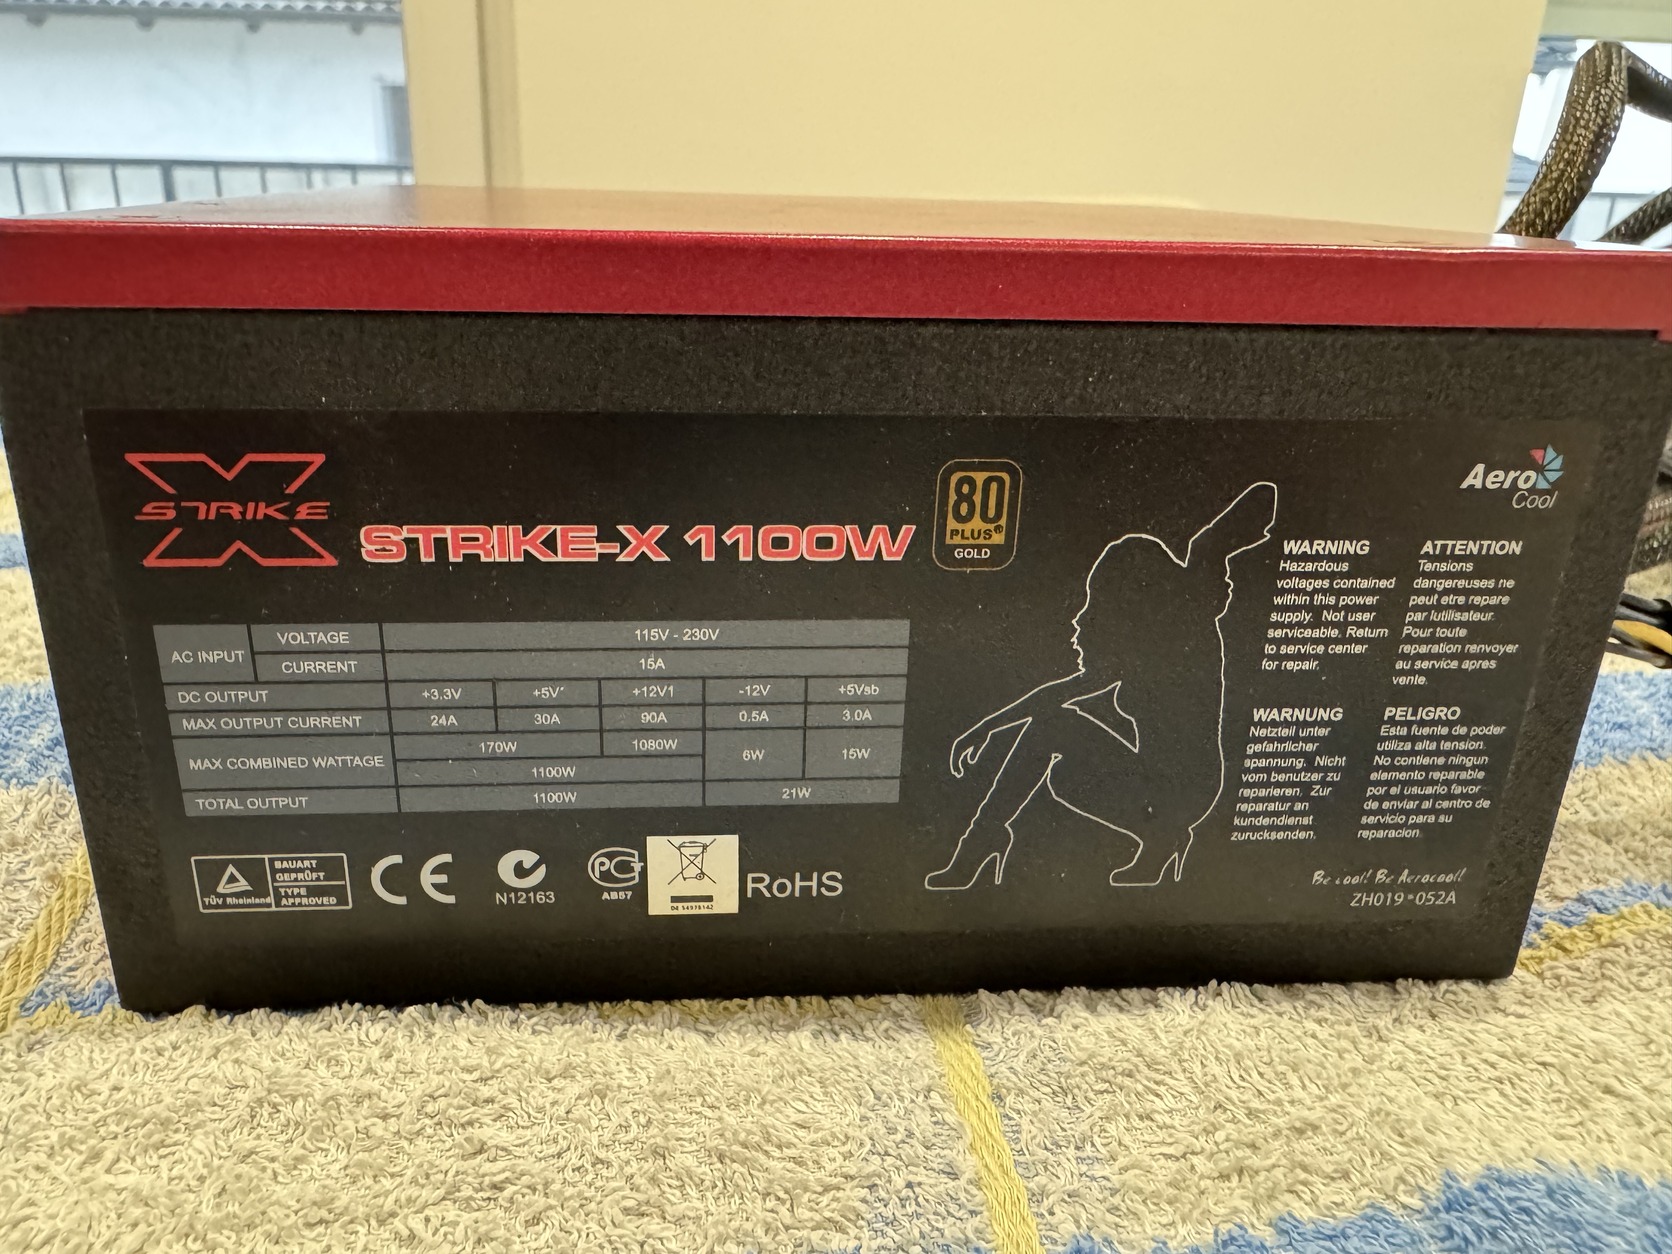 STRIKE
STRIKE-X 1100W
80
PLUS®
GOLD
Aero
Cool
AC INPUT
VOLTAGE
115V - 230V
CURRENT
15A
DC OUTPUT
+3.3V
+5V
+12V1
-12V
+5Vsb
MAX OUTPUT CURRENT
24A
30A
90A
0.5A
3.0A
MAX COMBINED WATTAGE
170W
1080W
6W
15W
1100W
TOTAL OUTPUT
1100W
21W
WARNING
Hazardous
voltages contained
within this power
supply. Not user
serviceable. Return
to service center
for repair.
ATTENTION
Tensions
dangereuses ne
peut etre repare
par lutilisateur.
Pour toute
reparation renvoyer
au service apres
vente.
WARNUNG
Netzteil unter
gefahrlicher
spannung. Nicht
vom benutzer zu
reparieren. Zur
reparatur an
kundendienst
zurucksenden.
PELIGRO
Esta fuente de poder
utiliza alta tension.
No contiene ningun
elemento reparable
por el usuario favor
de enviar al centro de
servicio para su
reparacion.
TÜV Rheinland
BAUART
GEPRÜFT
TYPE
APPROVED
CE
N12163
AB57
RoHS
Be cool! Be Aerocool!
ZH019-052A